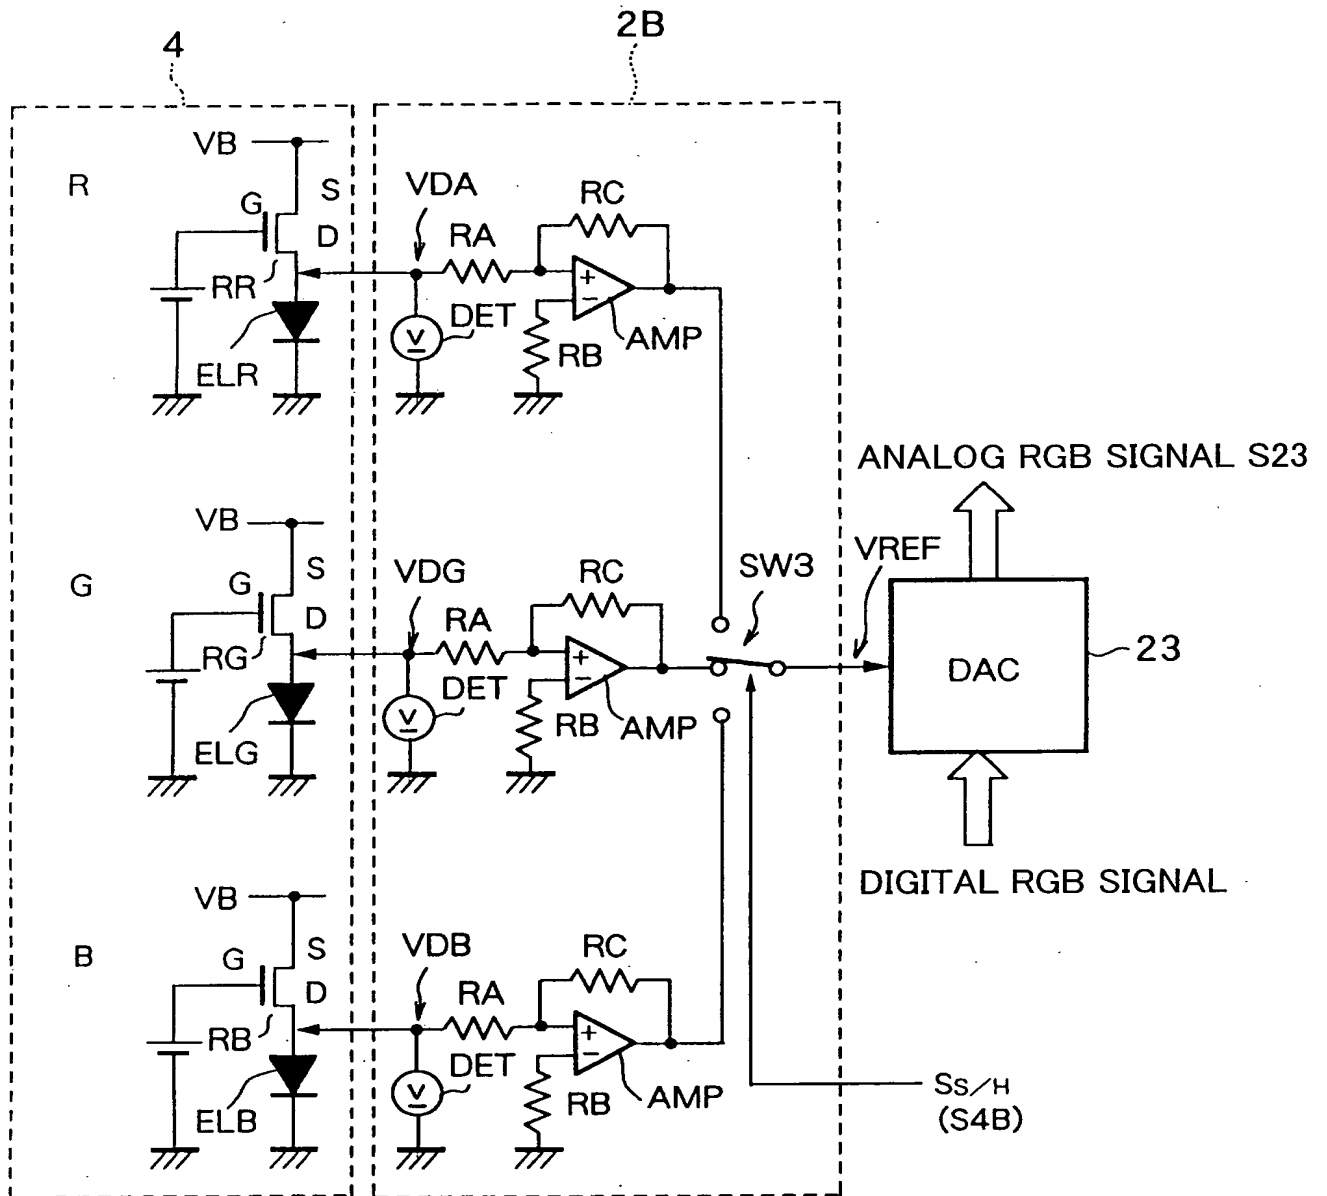 4
2B
VB
R
S
G
D
RR
ELR
VDA
RA
RC
+
−
DET
V
RB
AMP
ANALOG RGB SIGNAL S23
VB
G
S
G
D
RG
ELG
VDG
RA
RC
+
−
DET
V
RB
AMP
SW3
VREF
DAC
23
DIGITAL RGB SIGNAL
VB
B
S
G
D
RB
ELB
VDB
RA
RC
+
−
DET
V
RB
AMP
SS/H
(S4B)